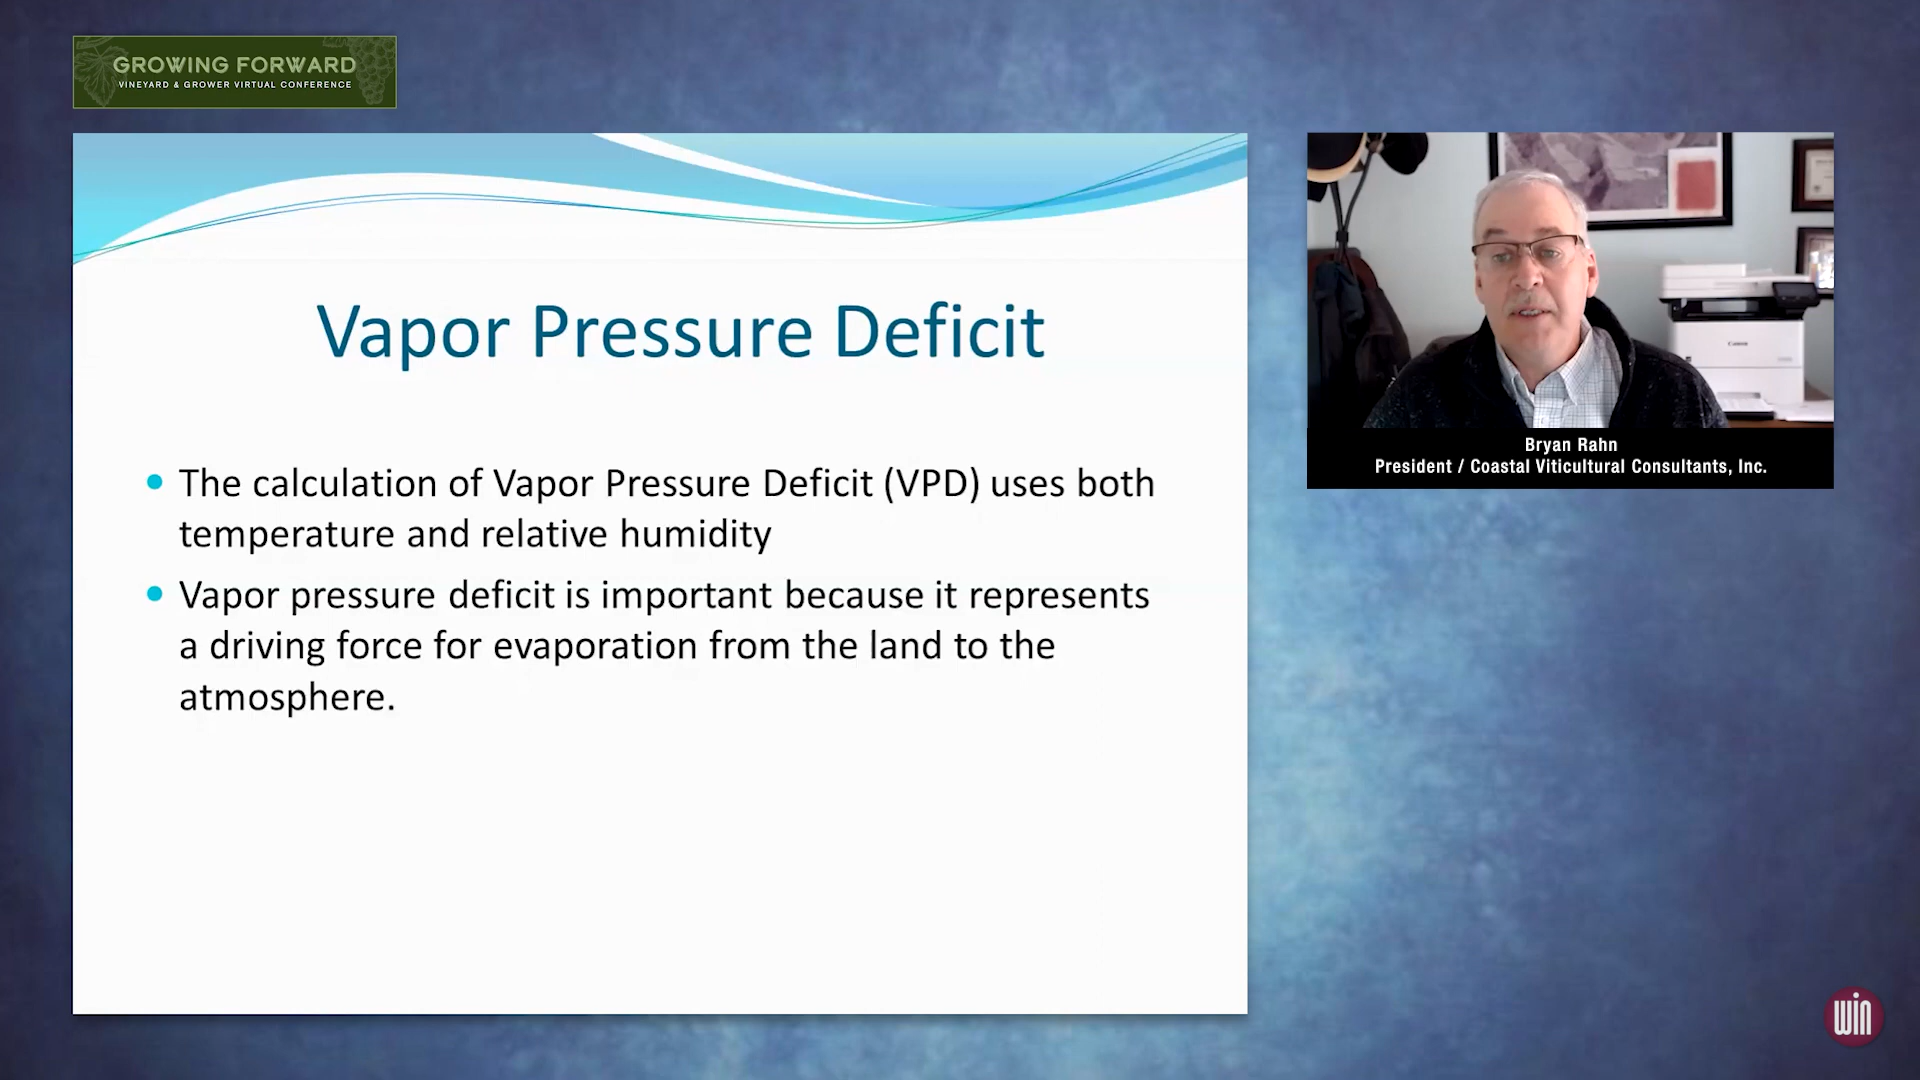 GROWING FORWARD
VINEYARD & GROWER VIRTUAL CONFERENCE
Vapor Pressure Deficit
• The calculation of Vapor Pressure Deficit (VPD) uses both
temperature and relative humidity
• Vapor pressure deficit is important because it represents
a driving force for evaporation from the land to the
atmosphere.
Canon
Bryan Rahn
President / Coastal Viticultural Consultants, Inc.
win